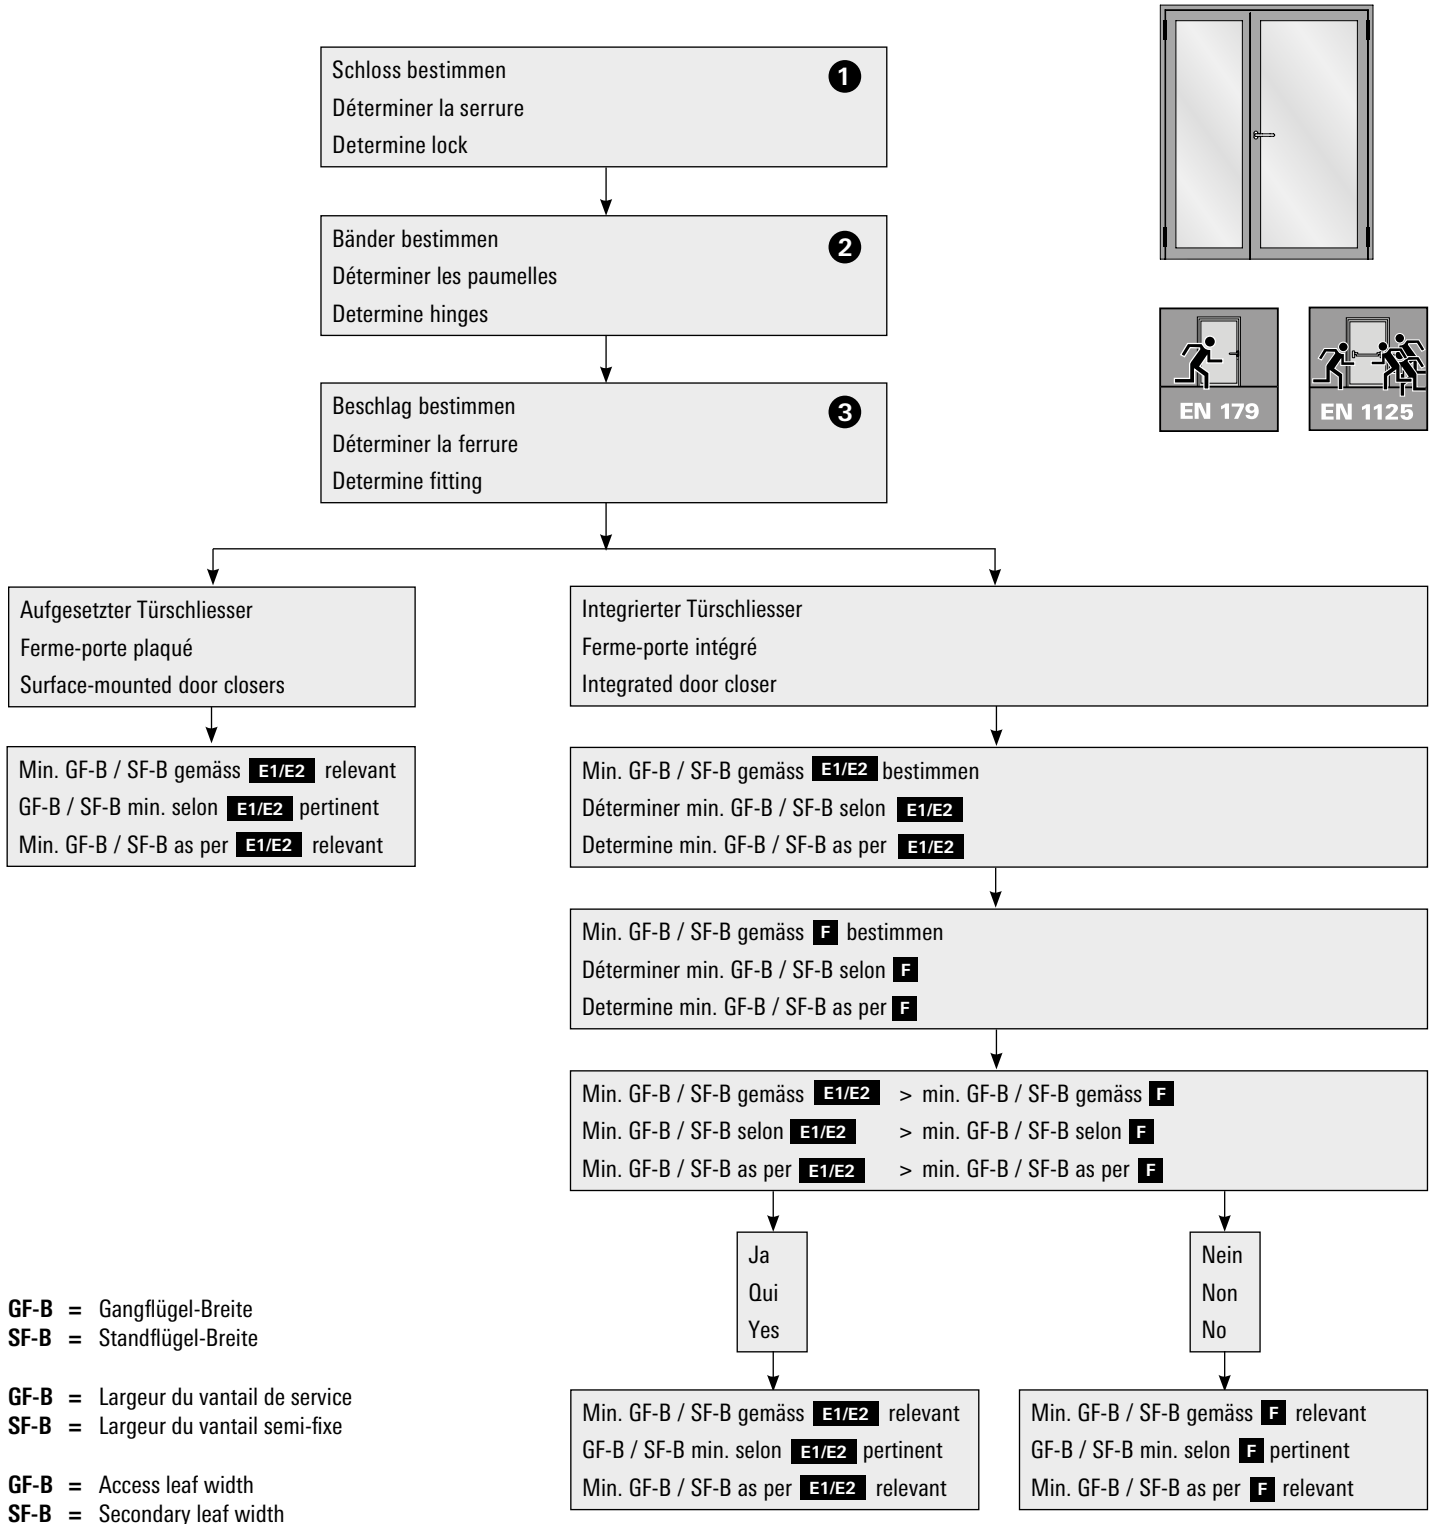 Schloss bestimmen 1
Déterminer la serrure
Determine lock
Bänder bestimmen 2
Déterminer les paumelles
Determine hinges
EN 179
EN 1125
Beschlag bestimmen 3
Déterminer la ferrure
Determine fitting
Aufgesetzter Türschliesser
Ferme-porte plaqué
Surface-mounted door closers
Integrierter Türschliesser
Ferme-porte intégré
Integrated door closer
Min. GF-B / SF-B gemäss E1/E2 relevant
GF-B / SF-B min. selon E1/E2 pertinent
Min. GF-B / SF-B as per E1/E2 relevant
Min. GF-B / SF-B gemäss E1/E2 bestimmen
Déterminer min. GF-B / SF-B selon E1/E2
Determine min. GF-B / SF-B as per E1/E2
Min. GF-B / SF-B gemäss F bestimmen
Déterminer min. GF-B / SF-B selon F
Determine min. GF-B / SF-B as per F
Min. GF-B / SF-B gemäss E1/E2 > min. GF-B / SF-B gemäss F
Min. GF-B / SF-B selon E1/E2 > min. GF-B / SF-B selon F
Min. GF-B / SF-B as per E1/E2 > min. GF-B / SF-B as per F
Ja
Qui
Yes
Nein
Non
No
Min. GF-B / SF-B gemäss E1/E2 relevant
GF-B / SF-B min. selon E1/E2 pertinent
Min. GF-B / SF-B as per E1/E2 relevant
Min. GF-B / SF-B gemäss F relevant
GF-B / SF-B min. selon F pertinent
Min. GF-B / SF-B as per F relevant
GF-B = Gangflügel-Breite
SF-B = Standflügel-Breite
GF-B = Largeur du vantail de service
SF-B = Largeur du vantail semi-fixe
GF-B = Access leaf width
SF-B = Secondary leaf width